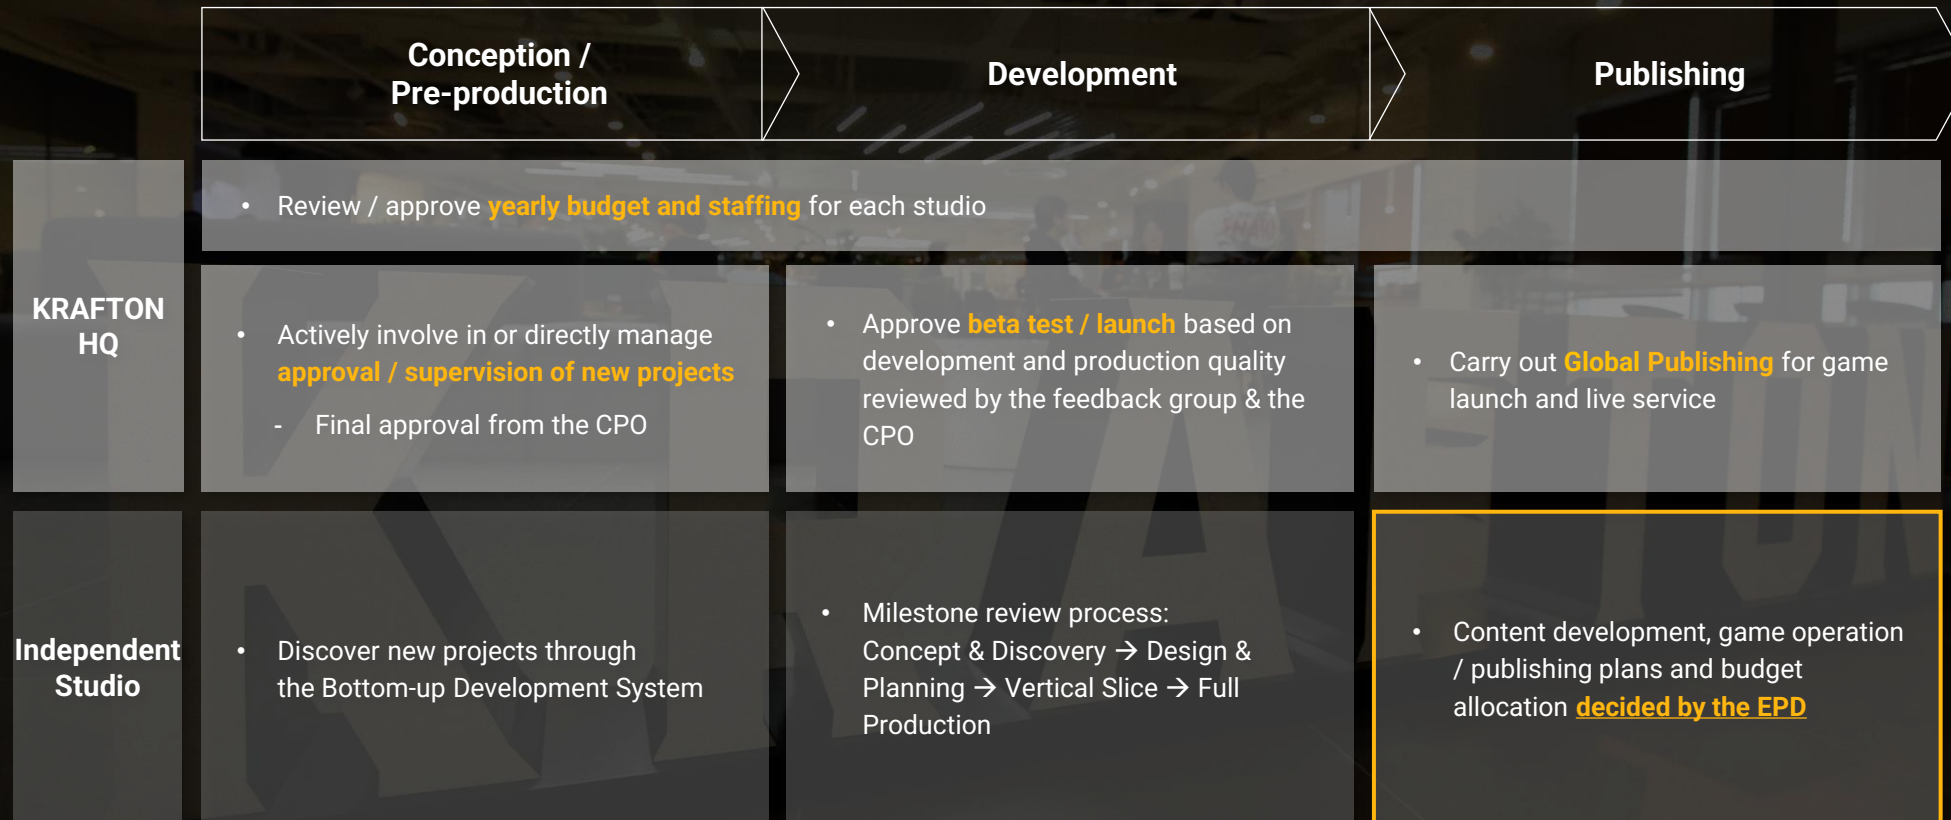 Conception /
Pre-production
Development
Publishing
KRAFTON
HQ
• Review / approve yearly budget and staffing for each studio
• Actively involve in or directly manage
approval / supervision of new projects
- Final approval from the CPO
• Approve beta test / launch based on
development and production quality
reviewed by the feedback group & the
CPO
• Carry out Global Publishing for game
launch and live service
Independent
Studio
• Discover new projects through
the Bottom-up Development System
• Milestone review process:
Concept & Discovery → Design &
Planning → Vertical Slice → Full
Production
• Content development, game operation
/ publishing plans and budget
allocation decided by the EPD
KRAFTON